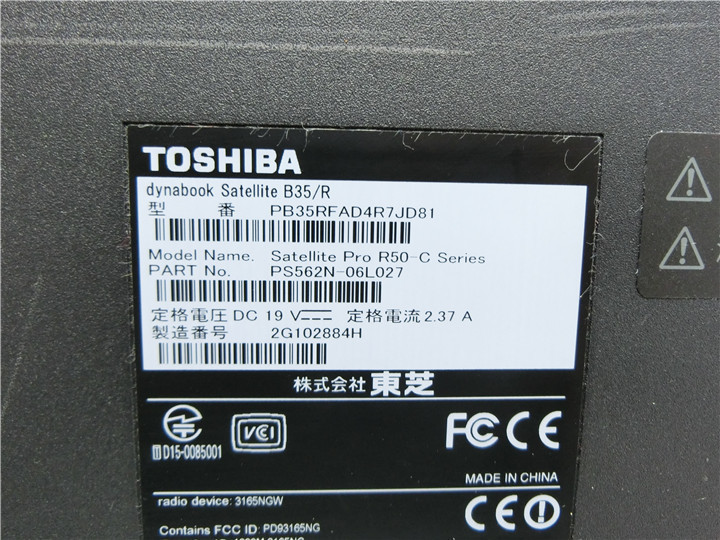 TOSHIBA
dynabook Satellite B35/R
型 番 PB35RFAD4R7JD81
Model Name. Satellite Pro R50-C Series
PART No. PS562N-06L027
定格電圧 DC 19 V 定格電流 2.37 A
製造番号 2G102884H
株式会社 東芝
D15-0085001
VCI
FC CE
MADE IN CHINA
radio device: 3165NGW
CE
Contains FCC ID: PD93165NG